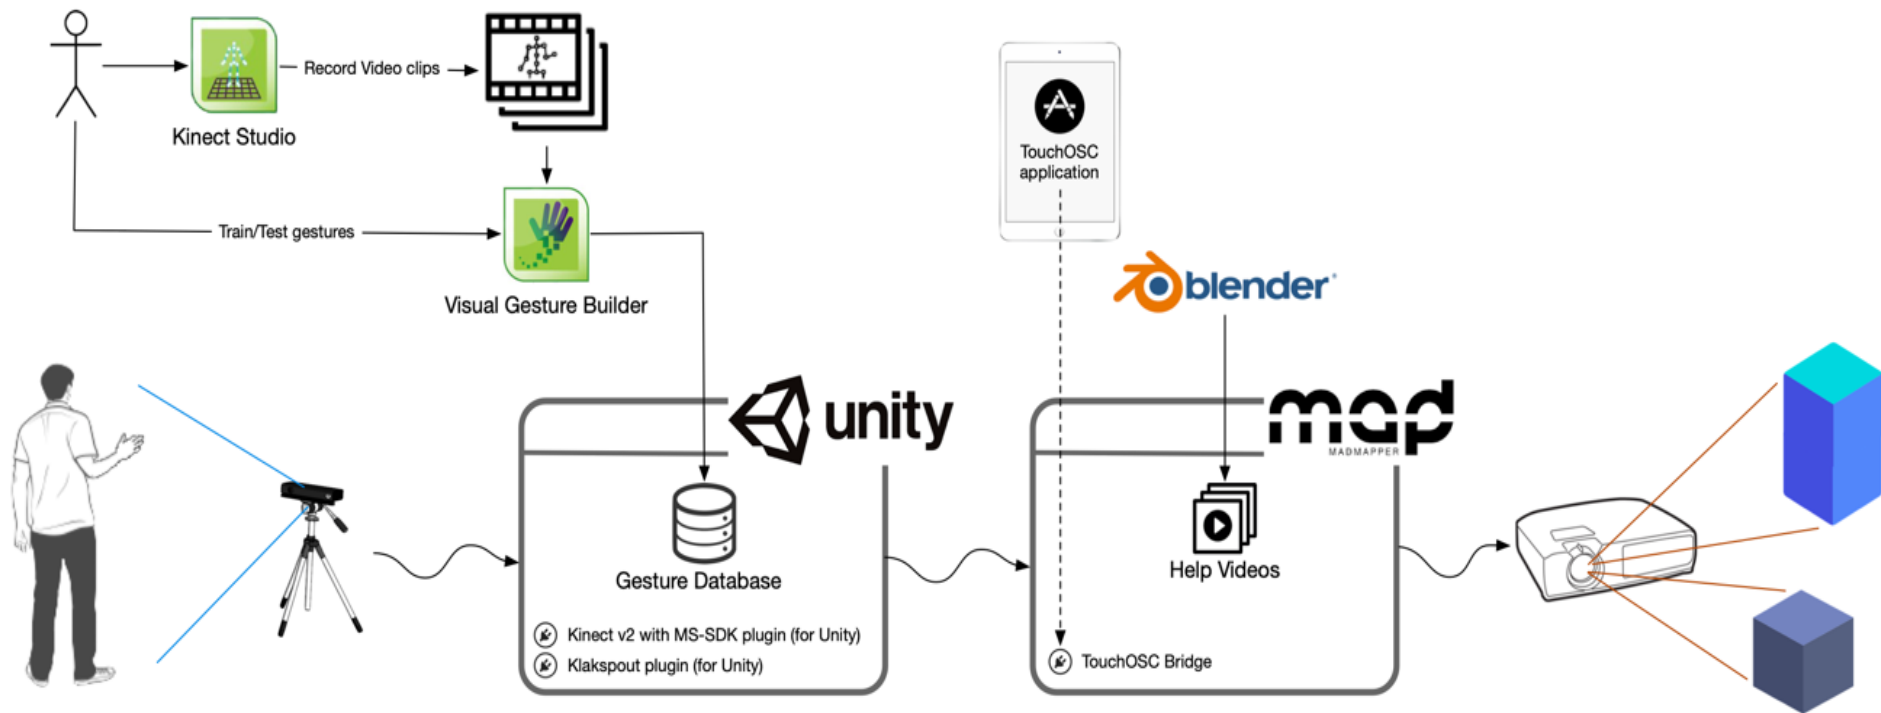 Record Video clips
Kinect Studio
TouchOSC
application
Train/Test gestures
blender
Visual Gesture Builder
unity
map
MADMAPPER
Gesture Database
Help Videos
Kinect v2 with MS-SDK plugin (for Unity)
Klakspout plugin (for Unity)
TouchOSC Bridge